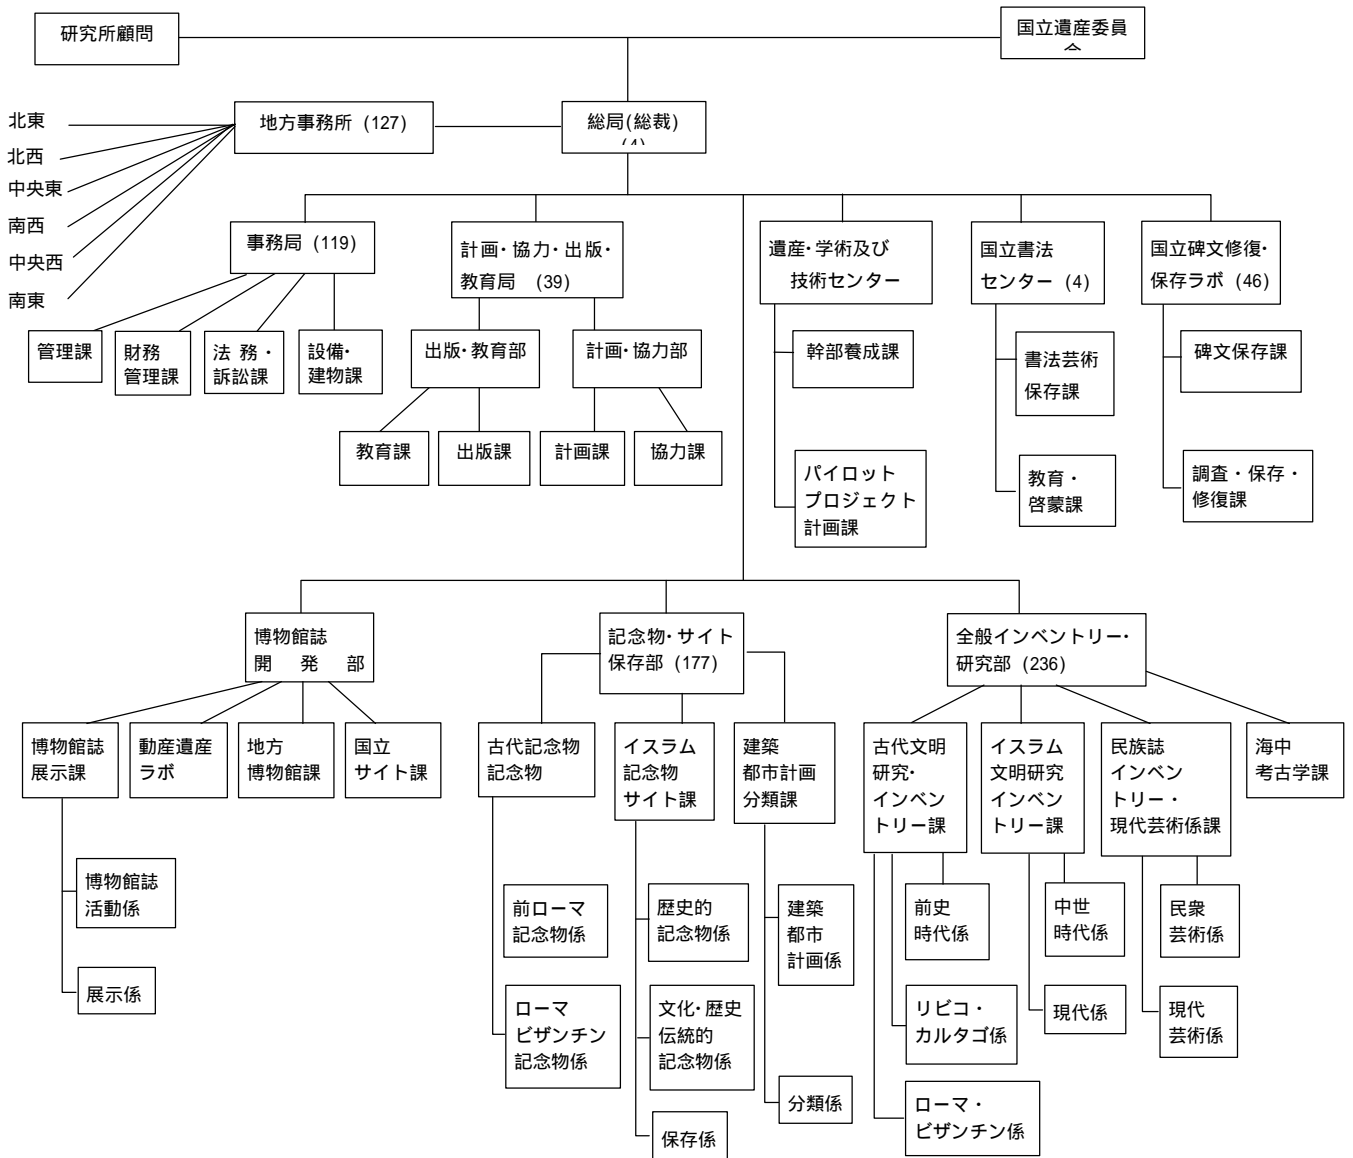 研究所顧問
国立遺産委員
北東
地方事務所 (127)
総局(総裁)
北西
中央東
南西
中央西
南東
事務局 (119)
計画・協力・出版・
教育局 (39)
遺産・学術及び
技術センター
国立書法
センター (4)
国立碑文修復・
保存ラボ (46)
管理課
財務
管理課
法務・
訴訟課
設備・
建物課
出版・教育部
計画・協力部
幹部養成課
書法芸術
保存課
碑文保存課
教育課
出版課
計画課
協力課
パイロット
プロジェクト
計画課
教育・
啓蒙課
調査・保存・
修復課
博物館誌
開 発 部
記念物・サイト
保存部 (177)
全般インベントリー・
研究部 (236)
博物館誌
展示課
動産遺産
ラボ
地方
博物館課
国立
サイト課
古代記念物
記念物
イスラム
記念物
サイト課
建築
都市計画
分類課
古代文明
研究・
インベン
トリー課
イスラム
文明研究
インベン
トリー課
民族誌
インベン
トリー・
現代芸術係課
海中
考古学課
博物館誌
活動係
展示係
前ローマ
記念物係
ローマ
ビザンチン
記念物係
歴史的
記念物係
文化・歴史
伝統的
記念物係
保存係
建築
都市
計画係
分類係
前史
時代係
リビコ・
カルタゴ係
ローマ・
ビザンチン係
中世
時代係
現代係
民衆
芸術係
現代
芸術係